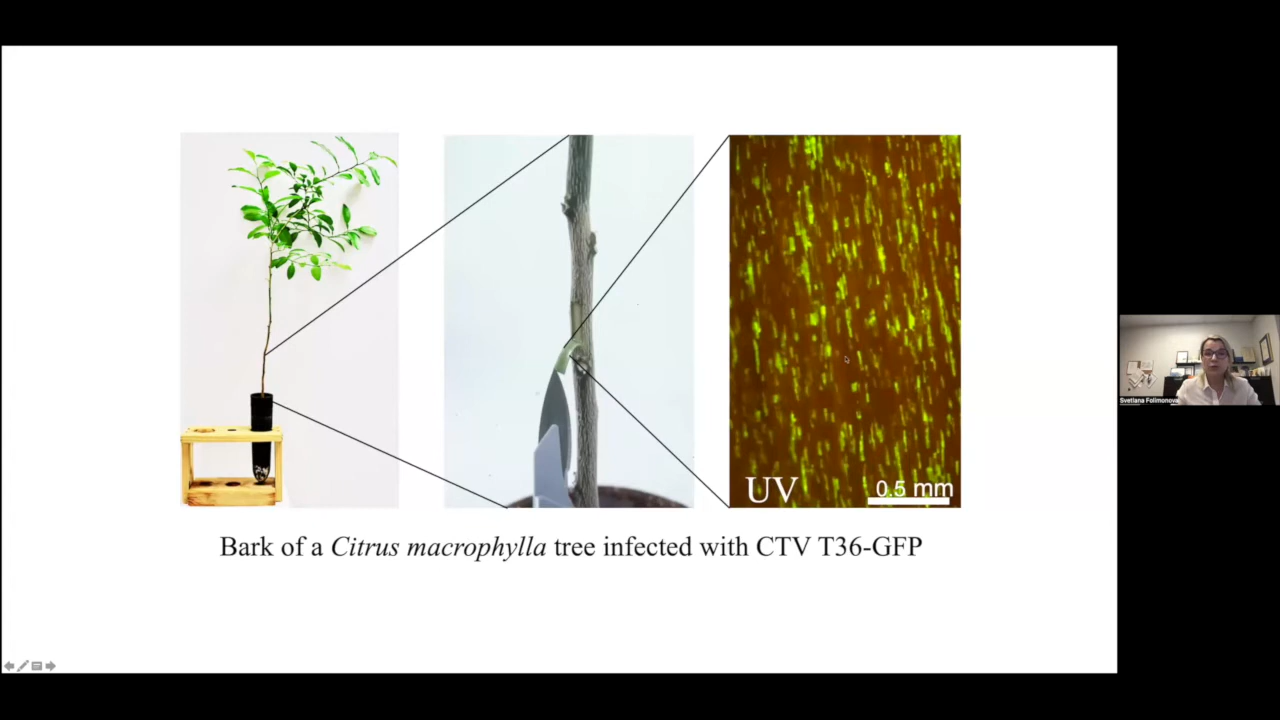 UV
0.5 mm
Bark of a Citrus macrophylla tree infected with CTV T36-GFP
Svetlana Folimonova